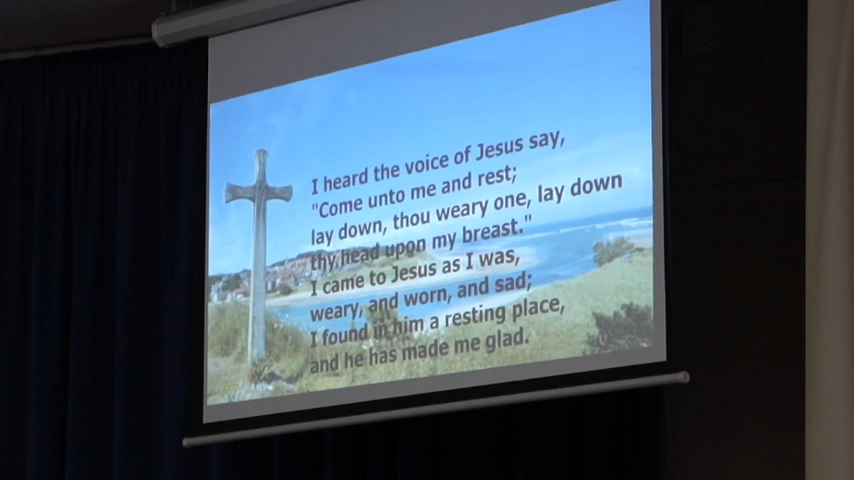 I heard the voice of Jesus say,
"Come unto me and rest;
lay down, thou weary one, lay down
thy head upon my breast."
I came to Jesus as I was,
weary, and worn, and sad;
I found in him a resting place,
and he has made me glad.